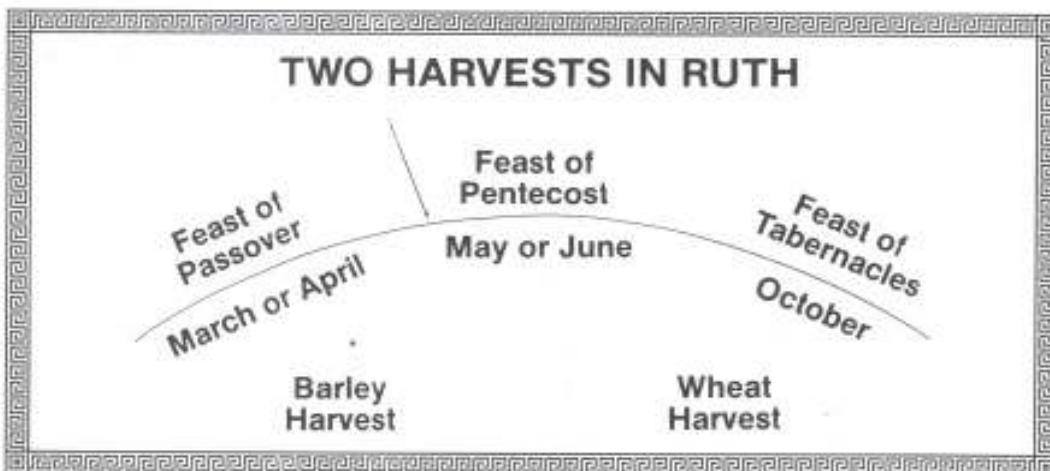 TWO HARVESTS IN RUTH
Feast of
Passover
March or April
Feast of
Pentecost
May or June
Feast of
Tabernacles
October
Barley
Harvest
Wheat
Harvest